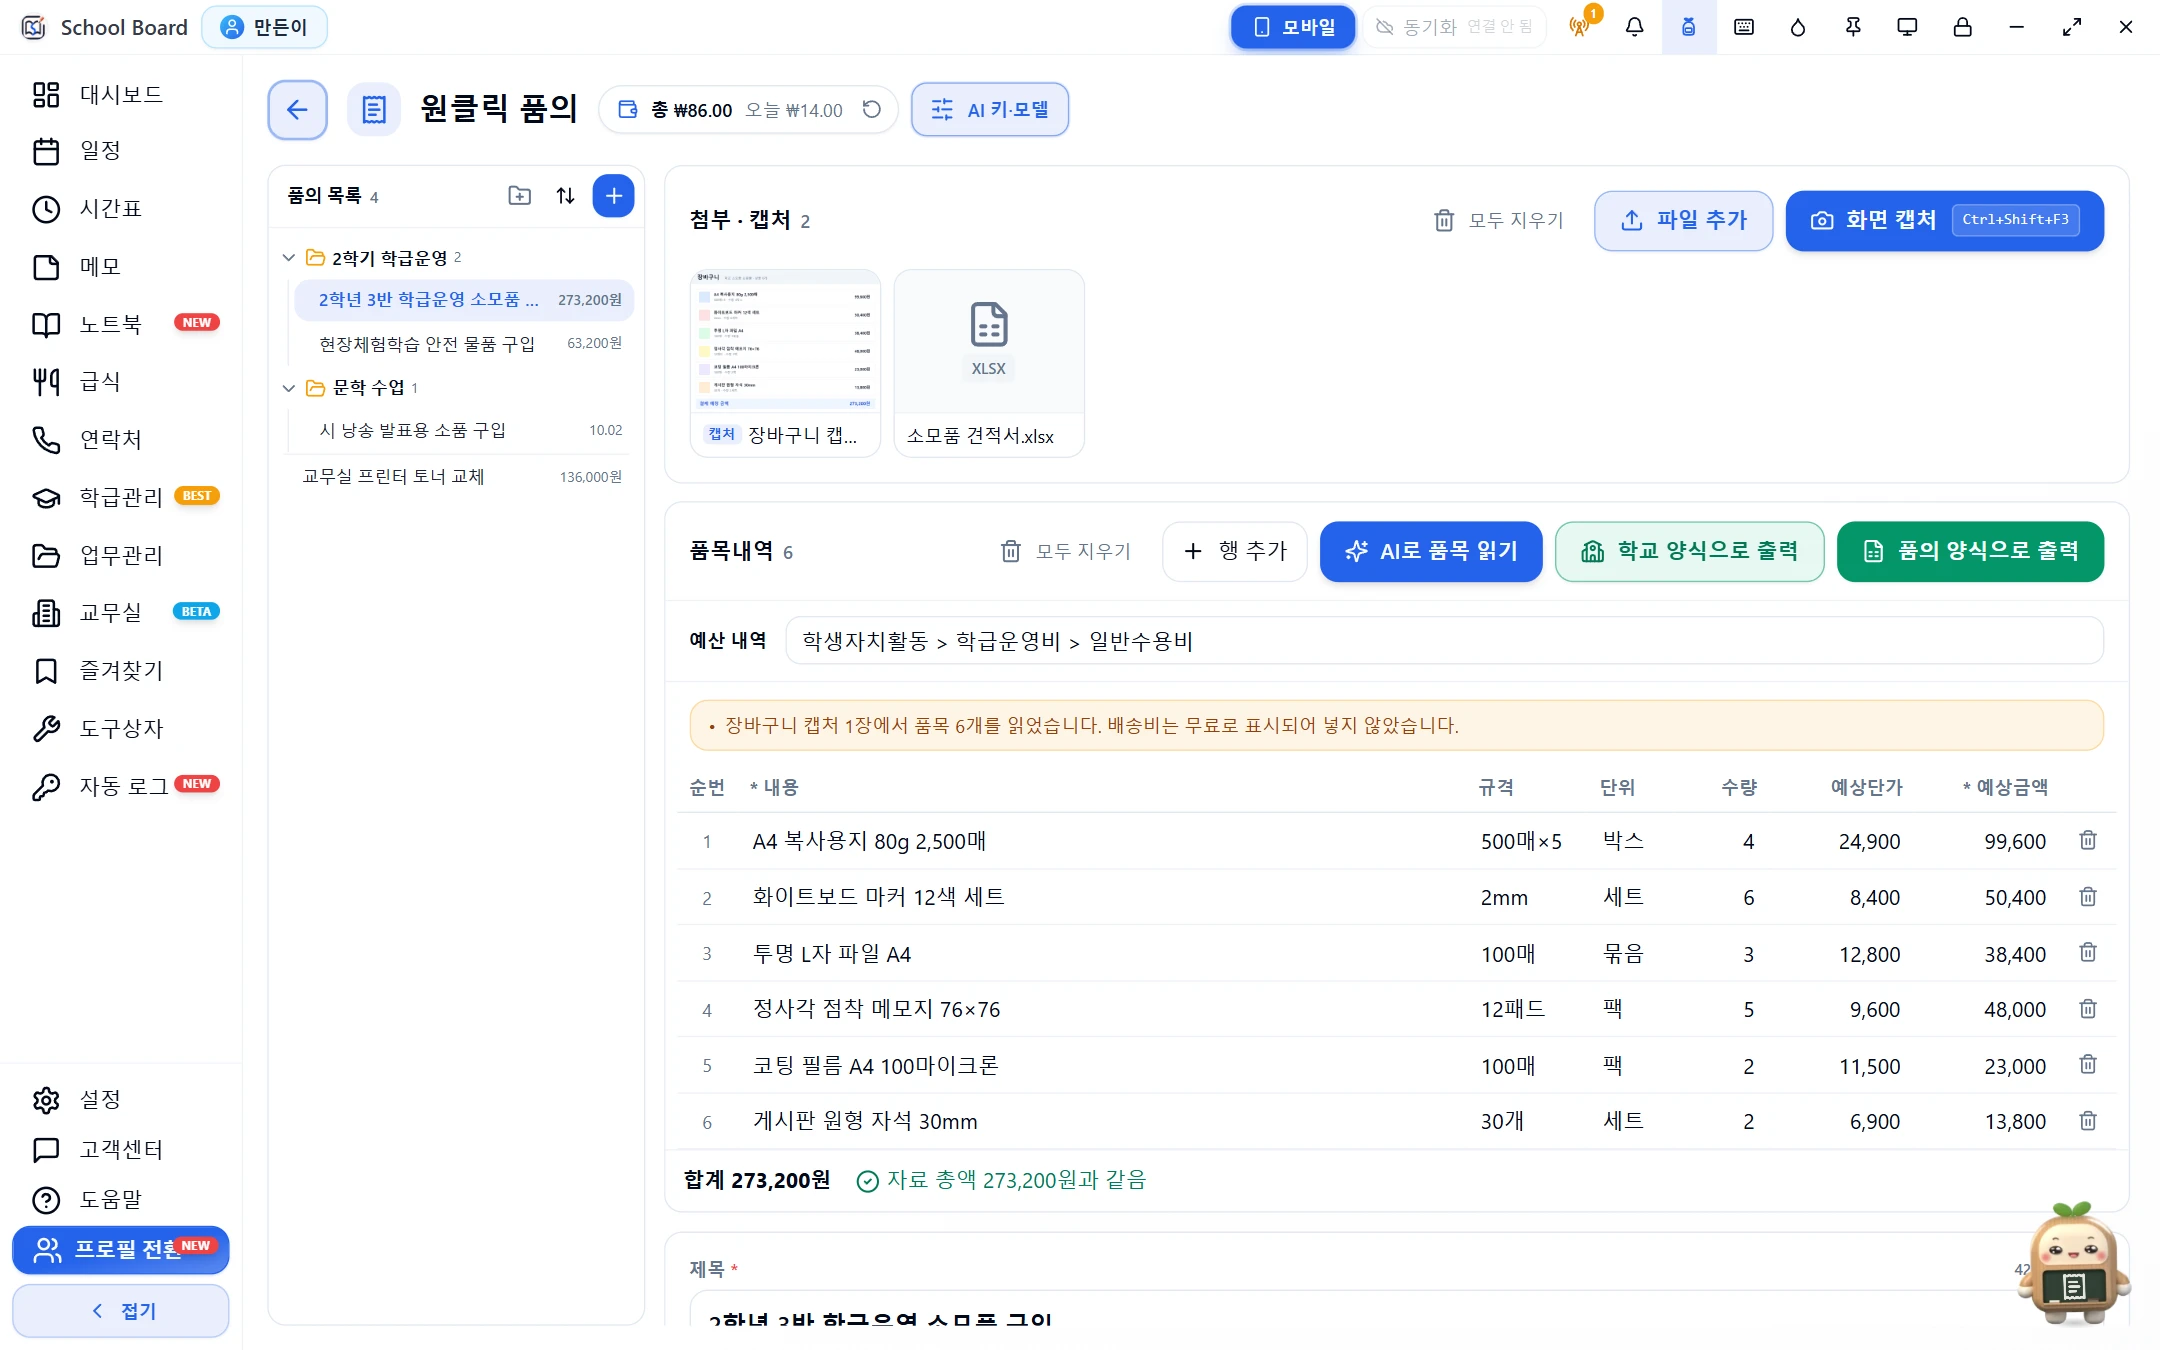 School Board
만든이
모바일
동기화 연결 안 됨
1
대시보드
일정
시간표
메모
노트북 NEW
급식
연락처
학급관리 BEST
업무관리
교무실 BETA
즐겨찾기
도구상자
자동 로그 NEW
설정
고객센터
도움말
프로필 전환 NEW
접기
원클릭 품의
총 ₩86.00 오늘 ₩14.00
AI 키·모델
품의 목록 4
2학기 학급운영 2
2학년 3반 학급운영 소모품 ... 273,200원
현장체험학습 안전 물품 구입 63,200원
문학 수업 1
시 낭송 발표용 소품 구입 10.02
교무실 프린터 토너 교체 136,000원
첨부 · 캡처 2
모두 지우기
파일 추가
화면 캡처 Ctrl+Shift+F3
장바구니
캡처 장바구니 캡...
XLSX
소모품 견적서.xlsx
품목내역 6
모두 지우기
행 추가
AI로 품목 읽기
학교 양식으로 출력
품의 양식으로 출력
예산 내역 학생자치활동 > 학급운영비 > 일반수용비
• 장바구니 캡처 1장에서 품목 6개를 읽었습니다. 배송비는 무료로 표시되어 넣지 않았습니다.
순번 * 내용 규격 단위 수량 예상단가 * 예상금액
1 A4 복사용지 80g 2,500매 500매×5 박스 4 24,900 99,600
2 화이트보드 마커 12색 세트 2mm 세트 6 8,400 50,400
3 투명 L자 파일 A4 100매 묶음 3 12,800 38,400
4 정사각 점착 메모지 76×76 12패드 팩 5 9,600 48,000
5 코팅 필름 A4 100마이크론 100매 팩 2 11,500 23,000
6 게시판 원형 자석 30mm 30개 세트 2 6,900 13,800
합계 273,200원 자료 총액 273,200원과 같음
제목 *
42
2학년 3반 학급운영 소모품 구입